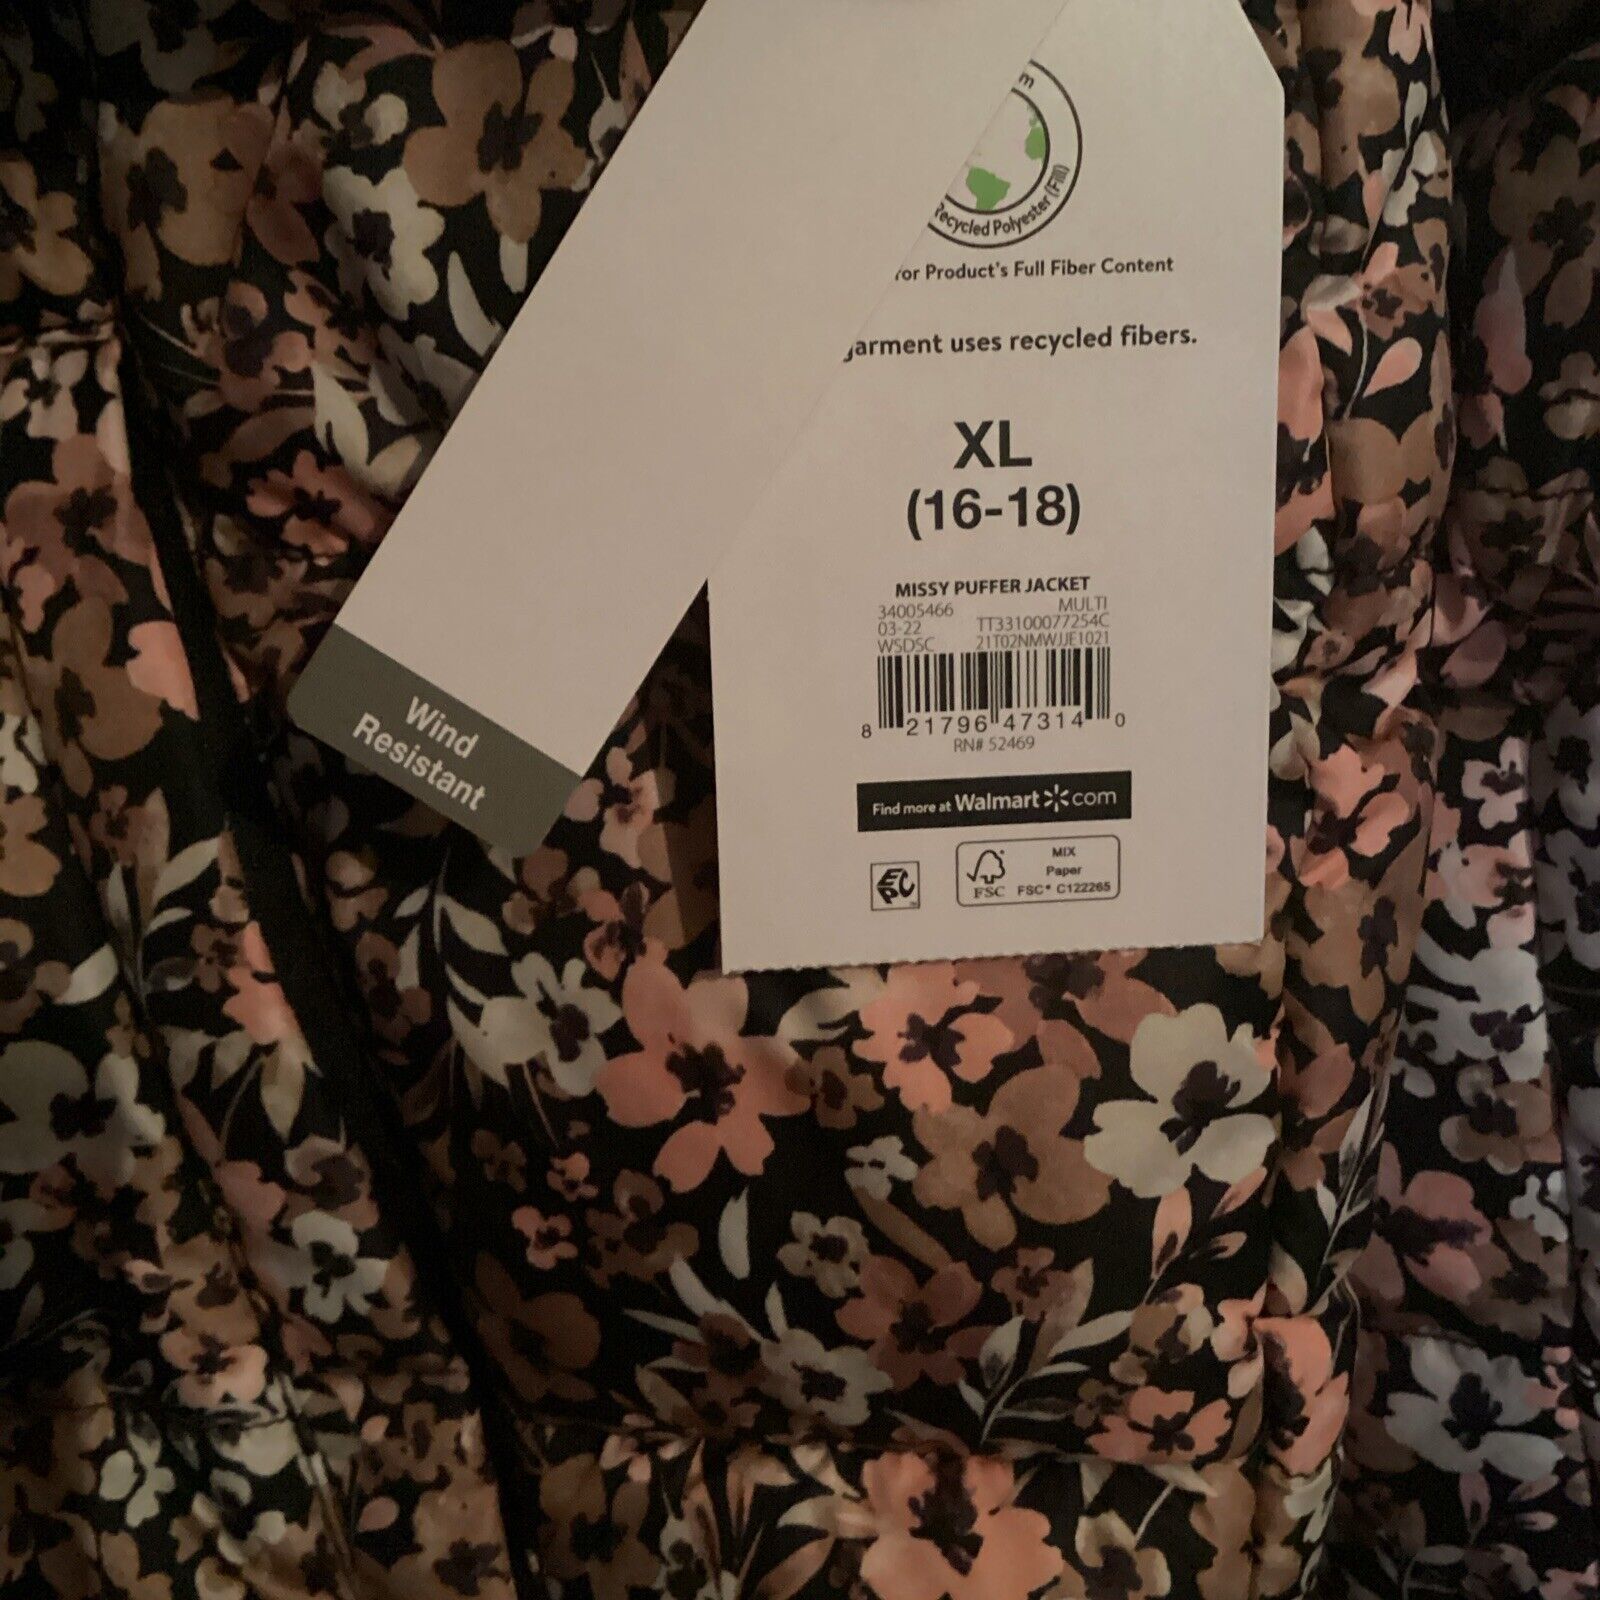 Recycled Polyester (Fill)
for Product's Full Fiber Content
garment uses recycled fibers.
XL
(16-18)
MISSY PUFFER JACKET
34005466 MULTI
03-22 TT33100077254C
WSDSC 21T02NMWJJE1021
8 21796 47314 0
RN# 52469
Find more at Walmart com
EPC
MIX
Paper
FSC FSC® C122265
Wind
Resistant